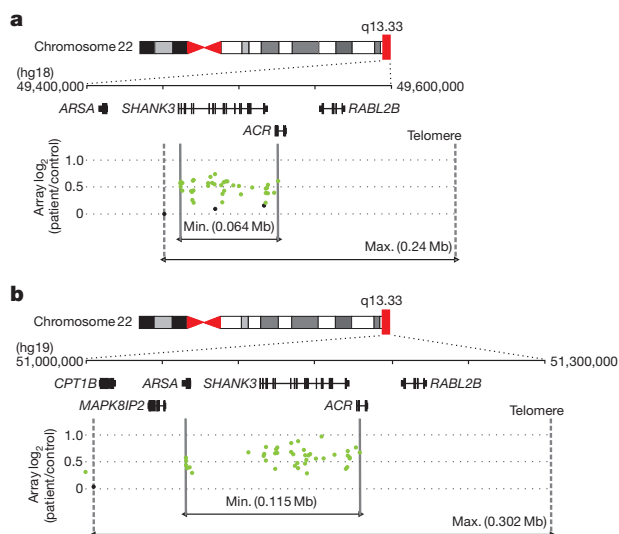 a
q13.33
Chromosome 22
(hg18)
49,400,000
49,600,000
ARSA SHANK3 RABL2B
ACR
Telomere
Array log2
(patient/control)
1.0
0.5
0
Min. (0.064 Mb)
Max. (0.24 Mb)
b
q13.33
Chromosome 22
(hg19)
51,000,000
51,300,000
CPT1B ARSA SHANK3 RABL2B
MAPK8IP2 ACR
Telomere
Array log2
(patient/control)
1.0
0.5
0
Min. (0.115 Mb)
Max. (0.302 Mb)